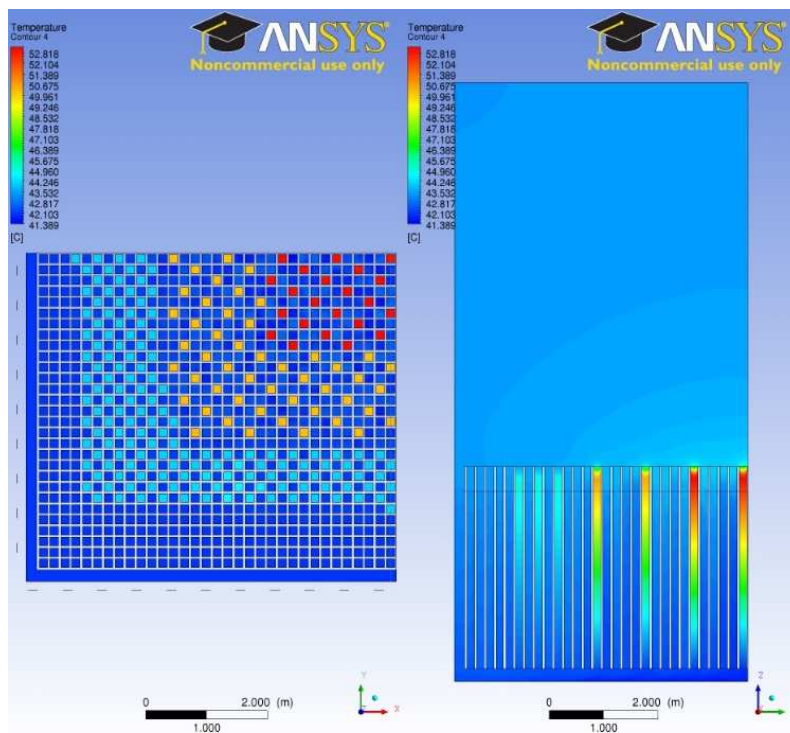 Temperature
Contour 4
52.818
52.104
51.389
50.675
49.961
49.246
48.532
47.818
47.103
46.389
45.675
44.960
44.246
43.532
42.817
42.103
41.389
[C]
ANSYS
Noncommercial use only
0 2.000 (m)
1.000
Y
X
Z
Temperature
Contour 4
52.818
52.104
51.389
50.675
49.961
49.246
48.532
47.818
47.103
46.389
45.675
44.960
44.246
43.532
42.817
42.103
41.389
[C]
ANSYS
Noncommercial use only
0 2.000 (m)
1.000
Z
Y